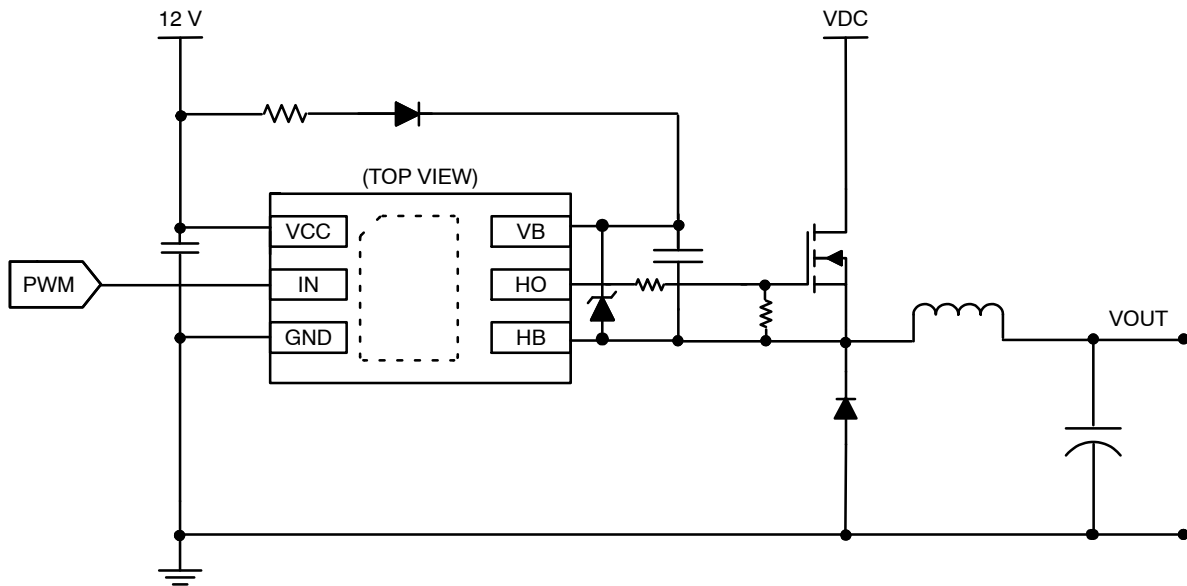 12 V
VDC
(TOP VIEW)
VCC
VB
PWM
IN
HO
GND
HB
VOUT